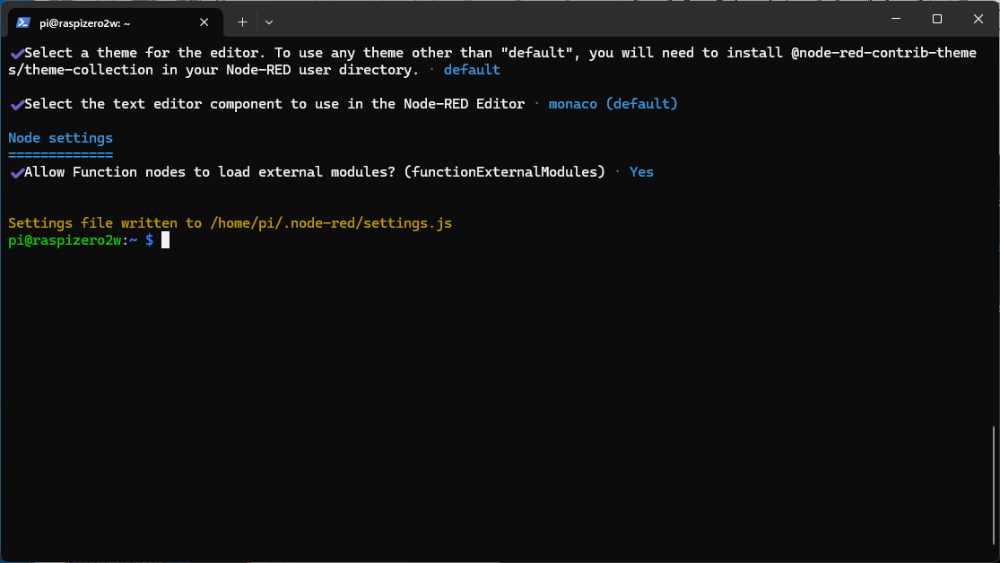 pi@raspizero2w: ~
✔Select a theme for the editor. To use any theme other than "default", you will need to install @node-red-contrib-theme
s/theme-collection in your Node-RED user directory. · default
✔Select the text editor component to use in the Node-RED Editor · monaco (default)
Node settings
=============
✔Allow Function nodes to load external modules? (functionExternalModules) · Yes
Settings file written to /home/pi/.node-red/settings.js
pi@raspizero2w:~ $